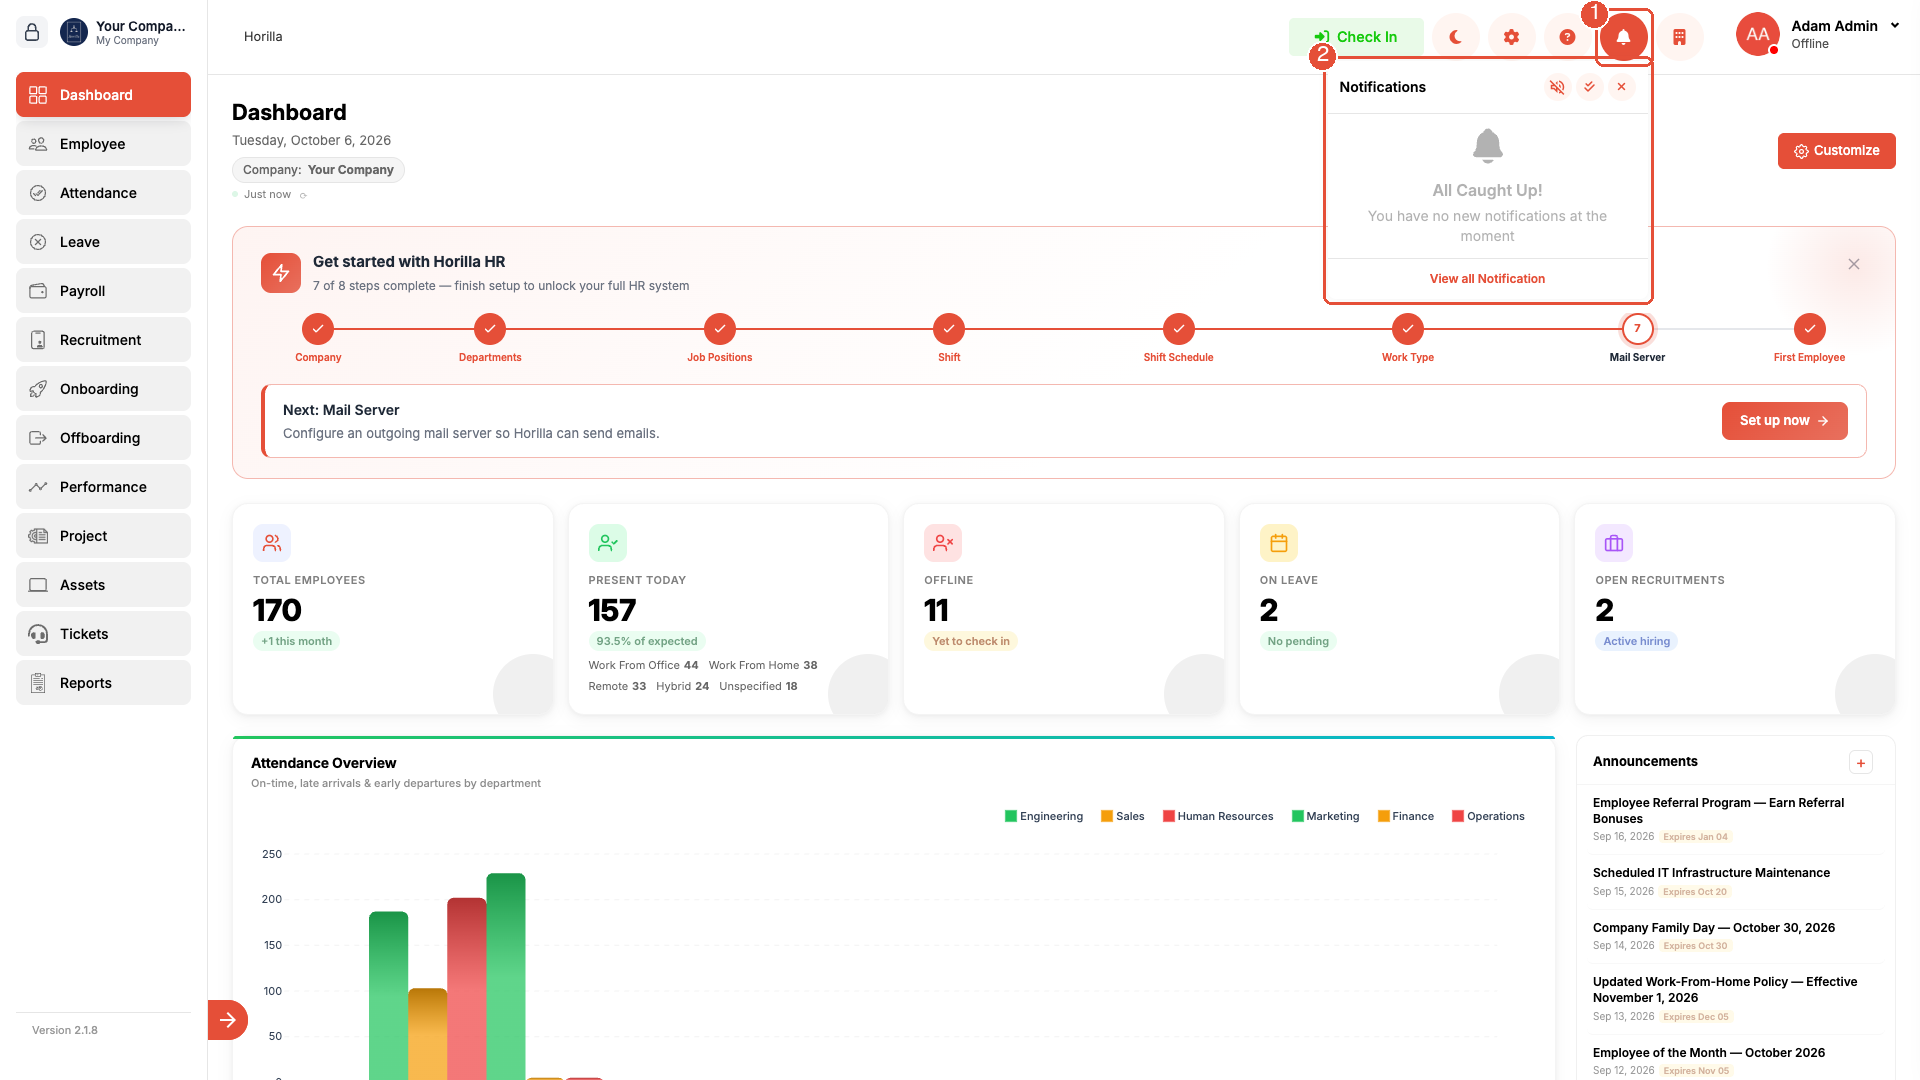 Your Compa...
My Company
Dashboard
Employee
Attendance
Leave
Payroll
Recruitment
Onboarding
Offboarding
Performance
Project
Assets
Tickets
Reports
Version 2.1.8
Horilla
Check In
1
2
AA
Adam Admin
Offline
Notifications
All Caught Up!
You have no new notifications at the
moment
View all Notification
Dashboard
Tuesday, October 6, 2026
Company: Your Company
Just now
Customize
Get started with Horilla HR
7 of 8 steps complete — finish setup to unlock your full HR system
7
Company
Departments
Job Positions
Shift
Shift Schedule
Work Type
Mail Server
First Employee
Next: Mail Server
Configure an outgoing mail server so Horilla can send emails.
Set up now
TOTAL EMPLOYEES
170
+1 this month
PRESENT TODAY
157
93.5% of expected
Work From Office 44 Work From Home 38
Remote 33 Hybrid 24 Unspecified 18
OFFLINE
11
Yet to check in
ON LEAVE
2
No pending
OPEN RECRUITMENTS
2
Active hiring
Attendance Overview
On-time, late arrivals & early departures by department
Engineering Sales Human Resources Marketing Finance Operations
250
200
150
100
50
Announcements
+
Employee Referral Program — Earn Referral
Bonuses
Sep 16, 2026 Expires Jan 04
Scheduled IT Infrastructure Maintenance
Sep 15, 2026 Expires Oct 20
Company Family Day — October 30, 2026
Sep 14, 2026 Expires Oct 30
Updated Work-From-Home Policy — Effective
November 1, 2026
Sep 13, 2026 Expires Dec 05
Employee of the Month — October 2026
Sep 12, 2026 Expires Nov 05